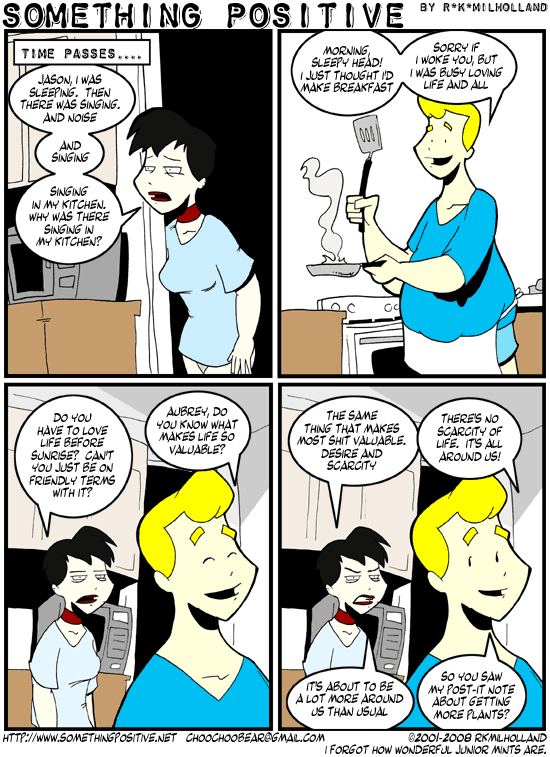 SOMETHING POSITIVE BY R*K*MILHOLLAND
TIME PASSES....
JASON, I WAS
SLEEPING. THEN
THERE WAS SINGING.
AND NOISE
AND
SINGING
SINGING
IN MY KITCHEN.
WHY WAS THERE
SINGING IN
MY KITCHEN?
MORNING,
SLEEPY HEAD!
I JUST THOUGHT I'D
MAKE BREAKFAST
SORRY IF
I WOKE YOU, BUT
I WAS BUSY LOVING
LIFE AND ALL
DO YOU
HAVE TO LOVE
LIFE BEFORE
SUNRISE? CAN'T
YOU JUST BE ON
FRIENDLY TERMS
WITH IT?
AUBREY, DO
YOU KNOW WHAT
MAKES LIFE SO
VALUABLE?
THE SAME
THING THAT MAKES
MOST SHIT VALUABLE.
DESIRE AND
SCARCITY
THERE'S NO
SCARCITY OF
LIFE. IT'S ALL
AROUND US!
IT'S ABOUT TO BE
A LOT MORE AROUND
US THAN USUAL
SO YOU SAW
MY POST-IT NOTE
ABOUT GETTING
MORE PLANTS?
HTTP://WWW.SOMETHINGPOSITIVE.NET CHOOCHOOBEAR@GMAIL.COM ©2001-2008 RKMILHOLLAND
I FORGOT HOW WONDERFUL JUNIOR MINTS ARE.